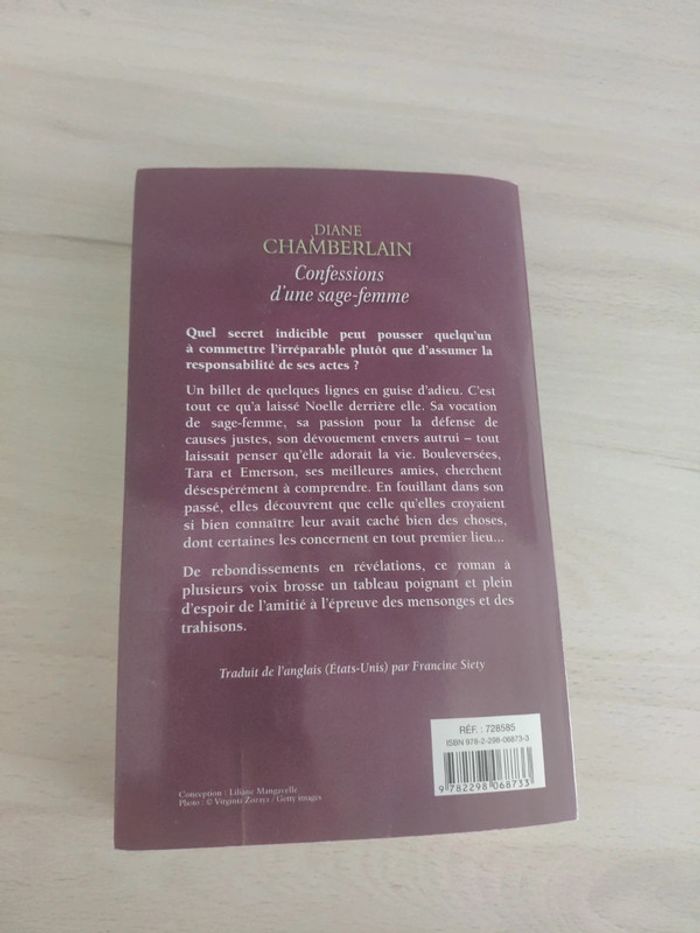 DIANE
CHAMBERLAIN
Confessions
d'une sage-femme
Quel secret indicible peut pousser quelqu'un
à commettre l'irréparable plutôt que d'assumer la
responsabilité de ses actes ?
Un billet de quelques lignes en guise d'adieu. C'est
tout ce qu'a laissé Noelle derrière elle. Sa vocation
de sage-femme, sa passion pour la défense de
causes justes, son dévouement envers autrui – tout
laissait penser qu'elle adorait la vie. Bouleversées,
Tara et Emerson, ses meilleures amies, cherchent
désespérément à comprendre. En fouillant dans son
passé, elles découvrent que celle qu'elles croyaient
si bien connaître leur avait caché bien des choses,
dont certaines les concernent en tout premier lieu...
De rebondissements en révélations, ce roman à
plusieurs voix brosse un tableau poignant et plein
d'espoir de l'amitié à l'épreuve des mensonges et des
trahisons.
Traduit de l'anglais (États-Unis) par Francine Siety
RÉF. : 728585
ISBN 978-2-298-06873-3
9 782298 068733
Conception : Liliane Mangavelle
Photo : © Virginta Zoraya / Getty images